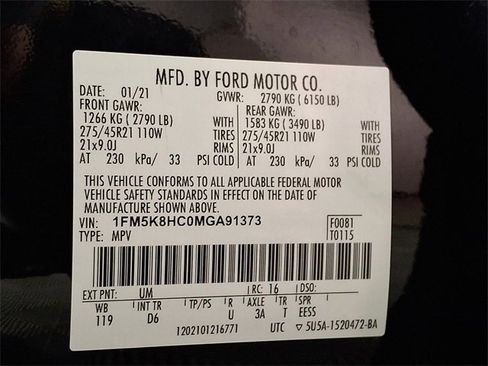 MFD. BY FORD MOTOR CO.
DATE: 01/21 GVWR: 2790 KG ( 6150 LB)
FRONT GAWR: REAR GAWR:
1266 KG ( 2790 LB) WITH 1583 KG ( 3490 LB) WITH
275/45R21 110W TIRES 275/45R21 110W TIRES
21x9.0J RIMS 21x9.0J RIMS
AT 230 kPa/ 33 PSI COLD AT 230 kPa/ 33 PSI COLD
THIS VEHICLE CONFORMS TO ALL APPLICABLE FEDERAL MOTOR
VEHICLE SAFETY STANDARDS IN EFFECT ON THE DATE OF
MANUFACTURE SHOWN ABOVE.
VIN: 1FM5K8HC0MGA91373 F0081
TYPE: MPV T0115
EXT PNT: UM RC: 16 DSO:
WB INT TR TP/PS R AXLE TR SPR
119 D6 U 3A T EESS
1202101216771 UTC ▽ 5U5A-1520472-BA